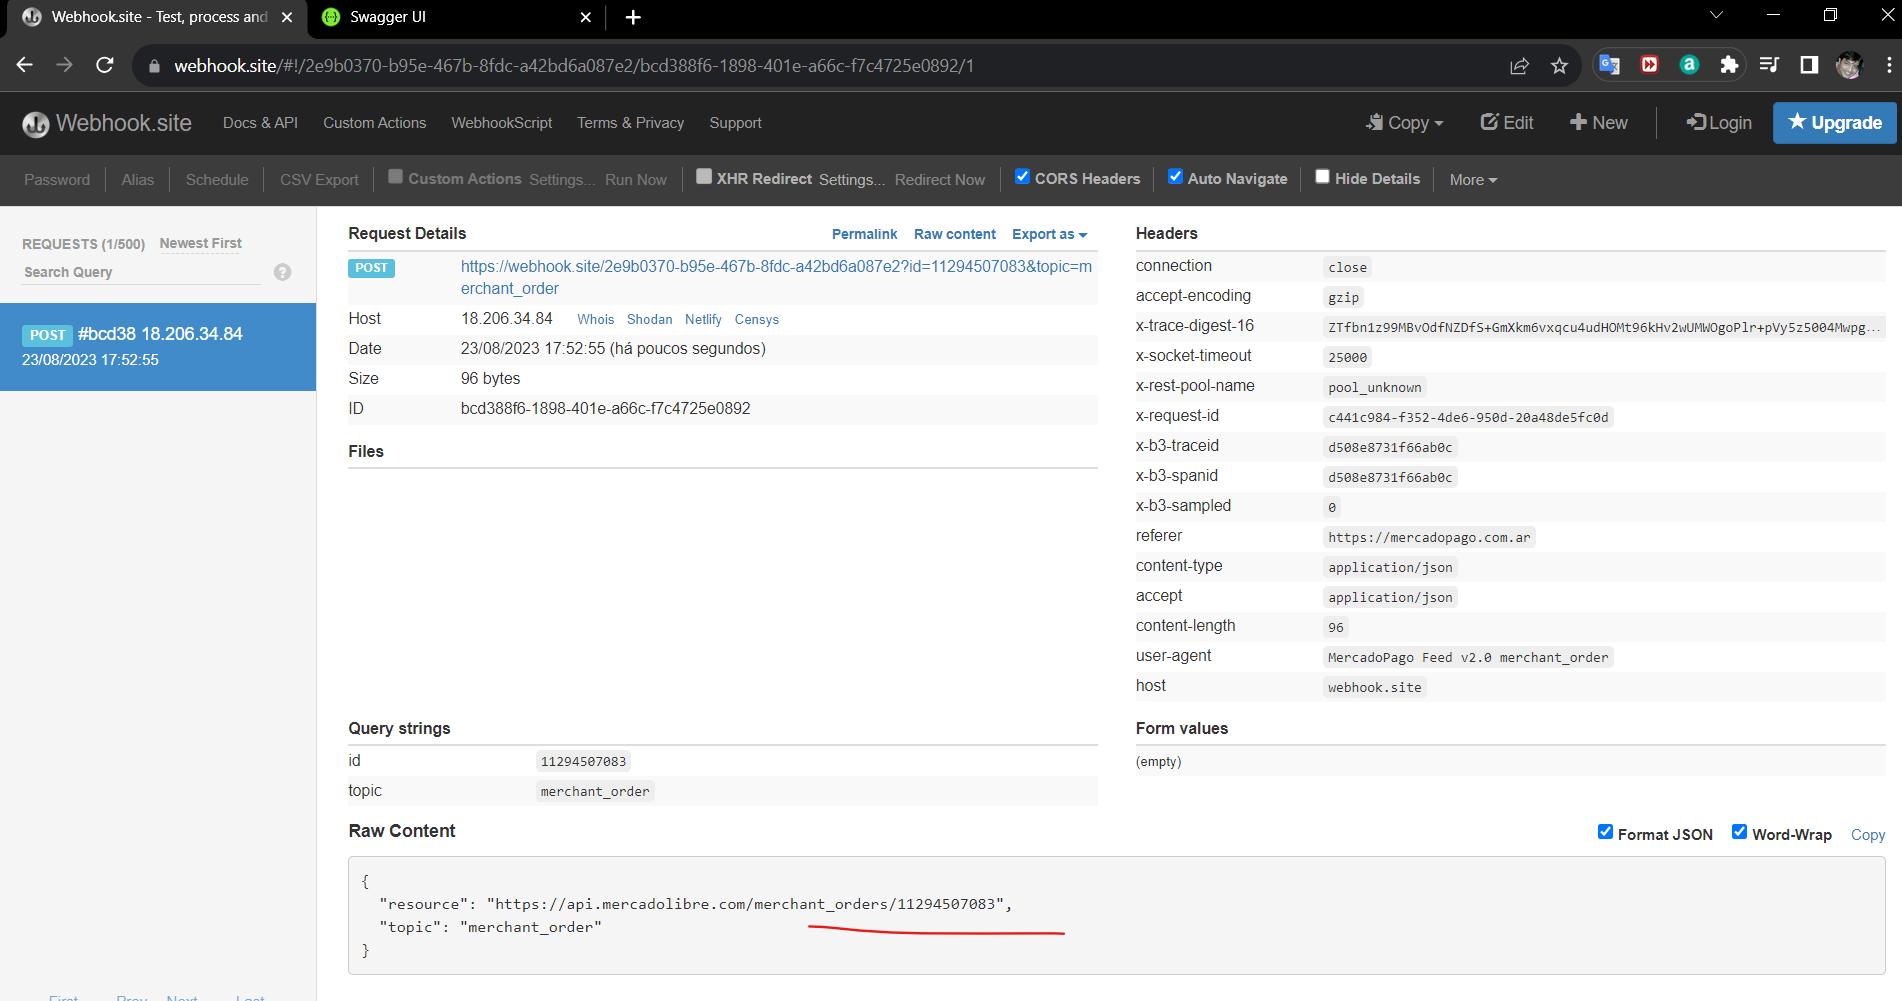 Webhook.site - Test, process and
Swagger UI
webhook.site/#!/2e9b0370-b95e-467b-8fdc-a42bd6a087e2/bcd388f6-1898-401e-a66c-f7c4725e0892/1
Webhook.site Docs & API Custom Actions WebhookScript Terms & Privacy Support Copy Edit New Login Upgrade
Password Alias Schedule CSV Export Custom Actions Settings... Run Now XHR Redirect Settings... Redirect Now CORS Headers Auto Navigate Hide Details More
REQUESTS (1/500) Newest First
Search Query ?
POST #bcd38 18.206.34.84
23/08/2023 17:52:55
Request Details Permalink Raw content Export as
POST https://webhook.site/2e9b0370-b95e-467b-8fdc-a42bd6a087e2?id=11294507083&topic=m
erchant_order
Host 18.206.34.84 Whois Shodan Netlify Censys
Date 23/08/2023 17:52:55 (há poucos segundos)
Size 96 bytes
ID bcd388f6-1898-401e-a66c-f7c4725e0892
Files
Headers
connection close
accept-encoding gzip
x-trace-digest-16 ZTfbn1z99MBvOdfNZDfS+GmXkm6vxqcu4udHOMt96kHv2wUMWOgoPlr+pVy5z5004Mwpg...
x-socket-timeout 25000
x-rest-pool-name pool_unknown
x-request-id c441c984-f352-4de6-950d-20a48de5fc0d
x-b3-traceid d508e8731f66ab0c
x-b3-spanid d508e8731f66ab0c
x-b3-sampled 0
referer https://mercadopago.com.ar
content-type application/json
accept application/json
content-length 96
user-agent MercadoPago Feed v2.0 merchant_order
host webhook.site
Query strings
id 11294507083
topic merchant_order
Form values
(empty)
Raw Content Format JSON Word-Wrap Copy
{
"resource": "https://api.mercadolibre.com/merchant_orders/11294507083",
"topic": "merchant_order"
}
First Prev Next Last